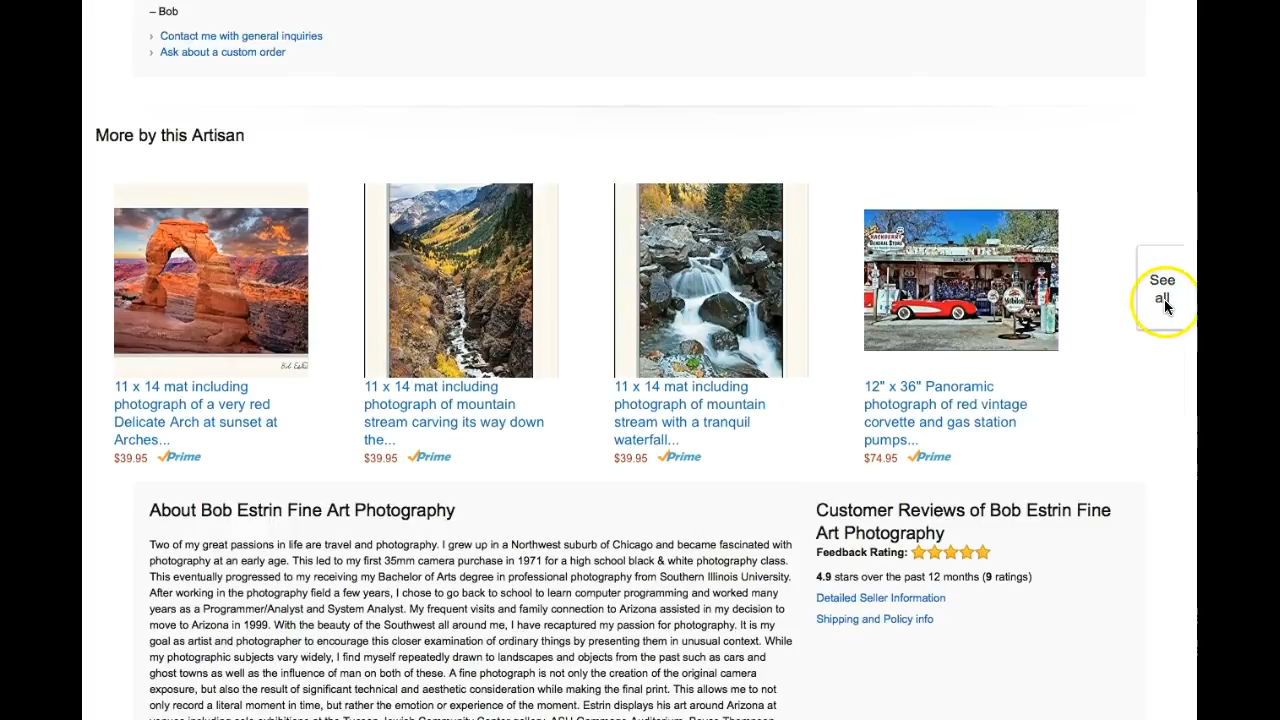 – Bob
› Contact me with general inquiries
› Ask about a custom order
More by this Artisan
See
all
11 x 14 mat including
photograph of a very red
Delicate Arch at sunset at
Arches...
$39.95 Prime
11 x 14 mat including
photograph of mountain
stream carving its way down
the...
$39.95 Prime
11 x 14 mat including
photograph of mountain
stream with a tranquil
waterfall...
$39.95 Prime
GENERAL STORE
Mobil
12" x 36" Panoramic
photograph of red vintage
corvette and gas station
pumps...
$74.95 Prime
About Bob Estrin Fine Art Photography
Two of my great passions in life are travel and photography. I grew up in a Northwest suburb of Chicago and became fascinated with
photography at an early age. This led to my first 35mm camera purchase in 1971 for a high school black & white photography class.
This eventually progressed to my receiving my Bachelor of Arts degree in professional photography from Southern Illinois University.
After working in the photography field a few years, I chose to go back to school to learn computer programming and worked many
years as a Programmer/Analyst and System Analyst. My frequent visits and family connection to Arizona assisted in my decision to
move to Arizona in 1999. With the beauty of the Southwest all around me, I have recaptured my passion for photography. It is my
goal as artist and photographer to encourage this closer examination of ordinary things by presenting them in unusual context. While
my photographic subjects vary widely, I find myself repeatedly drawn to landscapes and objects from the past such as cars and
ghost towns as well as the influence of man on both of these. A fine photograph is not only the creation of the original camera
exposure, but also the result of significant technical and aesthetic consideration while making the final print. This allows me to not
only record a literal moment in time, but rather the emotion or experience of the moment. Estrin displays his art around Arizona at
Customer Reviews of Bob Estrin Fine
Art Photography
Feedback Rating:
4.9 stars over the past 12 months (9 ratings)
Detailed Seller Information
Shipping and Policy info